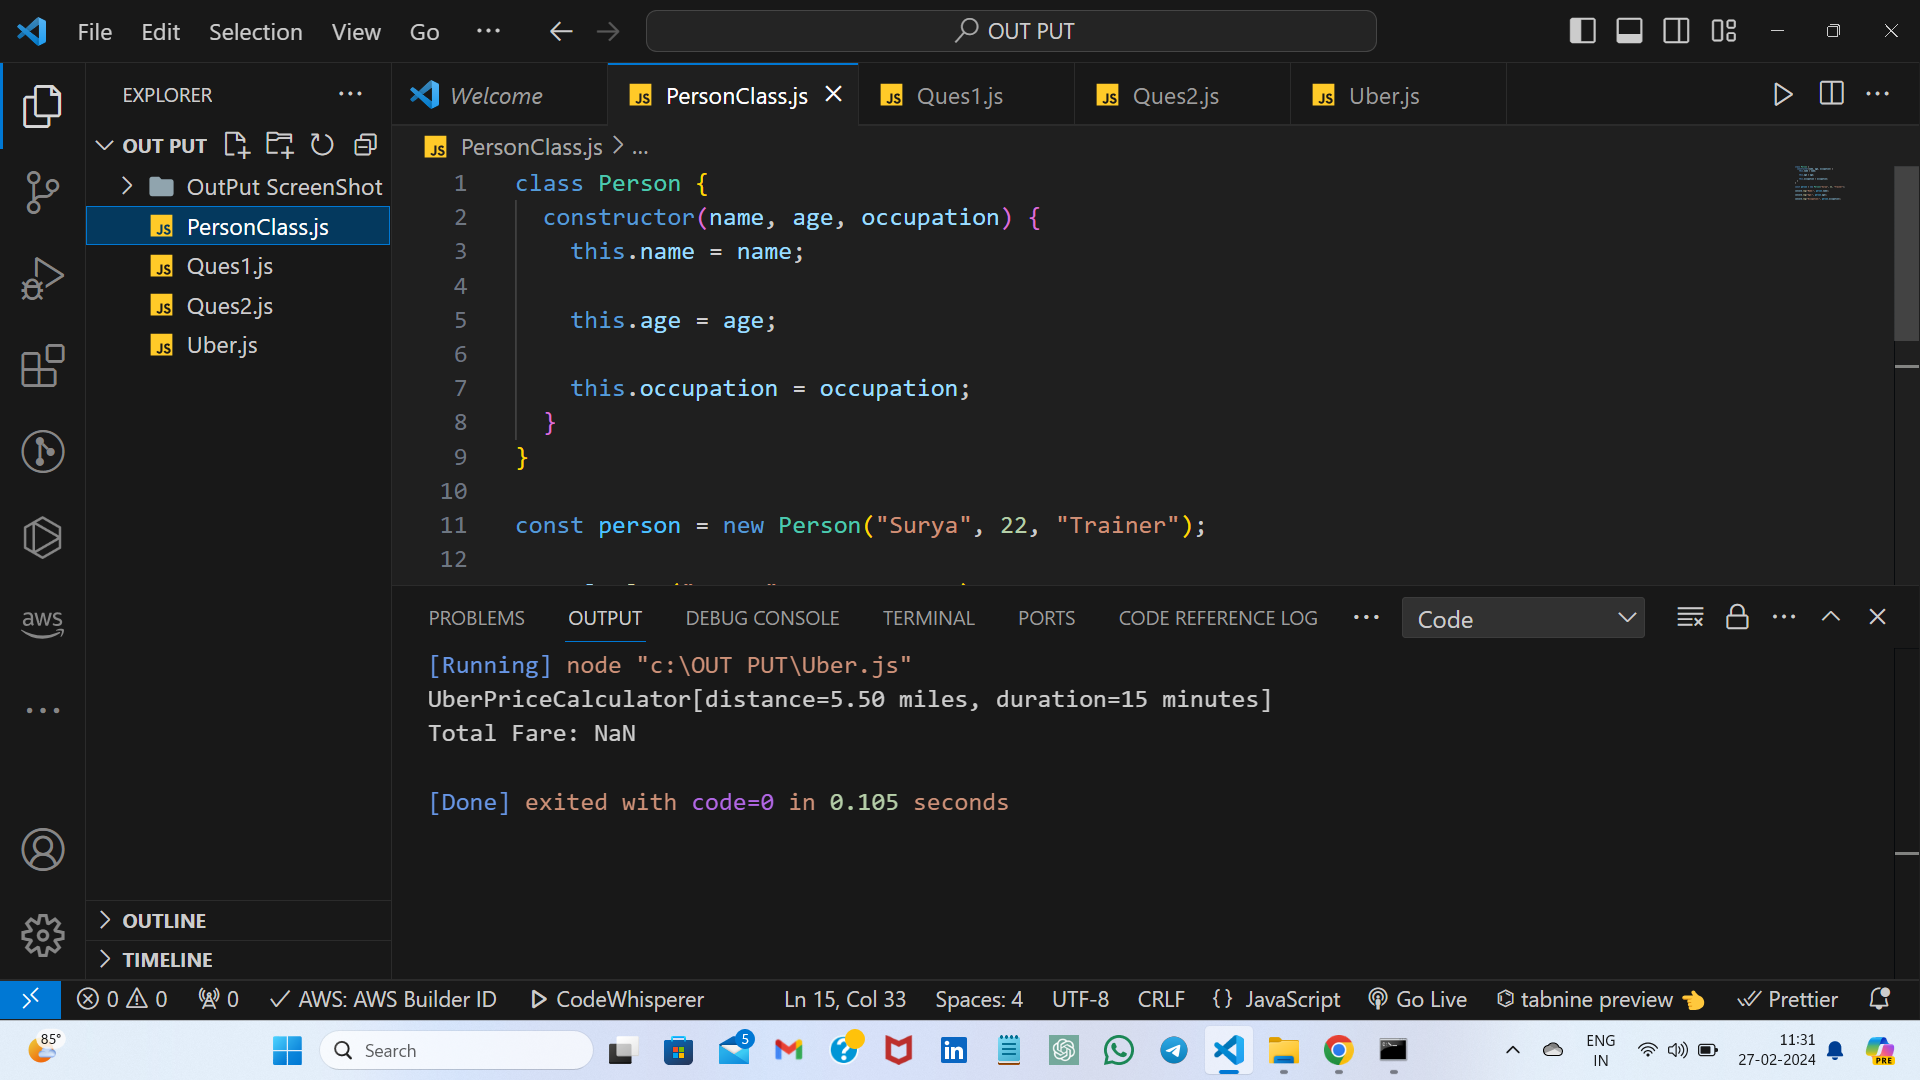 File Edit Selection View Go ··· OUT PUT
EXPLORER ···
OUT PUT
OutPut ScreenShot
PersonClass.js
Ques1.js
Ques2.js
Uber.js
OUTLINE
TIMELINE
aws
Welcome PersonClass.js Ques1.js Ques2.js Uber.js
PersonClass.js > ...
1 class Person {
2 constructor(name, age, occupation) {
3 this.name = name;
4
5 this.age = age;
6
7 this.occupation = occupation;
8 }
9 }
10
11 const person = new Person("Surya", 22, "Trainer");
12
PROBLEMS OUTPUT DEBUG CONSOLE TERMINAL PORTS CODE REFERENCE LOG ··· Code
[Running] node "c:\OUT PUT\Uber.js"
UberPriceCalculator[distance=5.50 miles, duration=15 minutes]
Total Fare: NaN
[Done] exited with code=0 in 0.105 seconds
0 0 0 AWS: AWS Builder ID CodeWhisperer Ln 15, Col 33 Spaces: 4 UTF-8 CRLF {} JavaScript Go Live tabnine preview 👈 Prettier
85° Search 5 in ENG 11:31
IN 27-02-2024 PRE